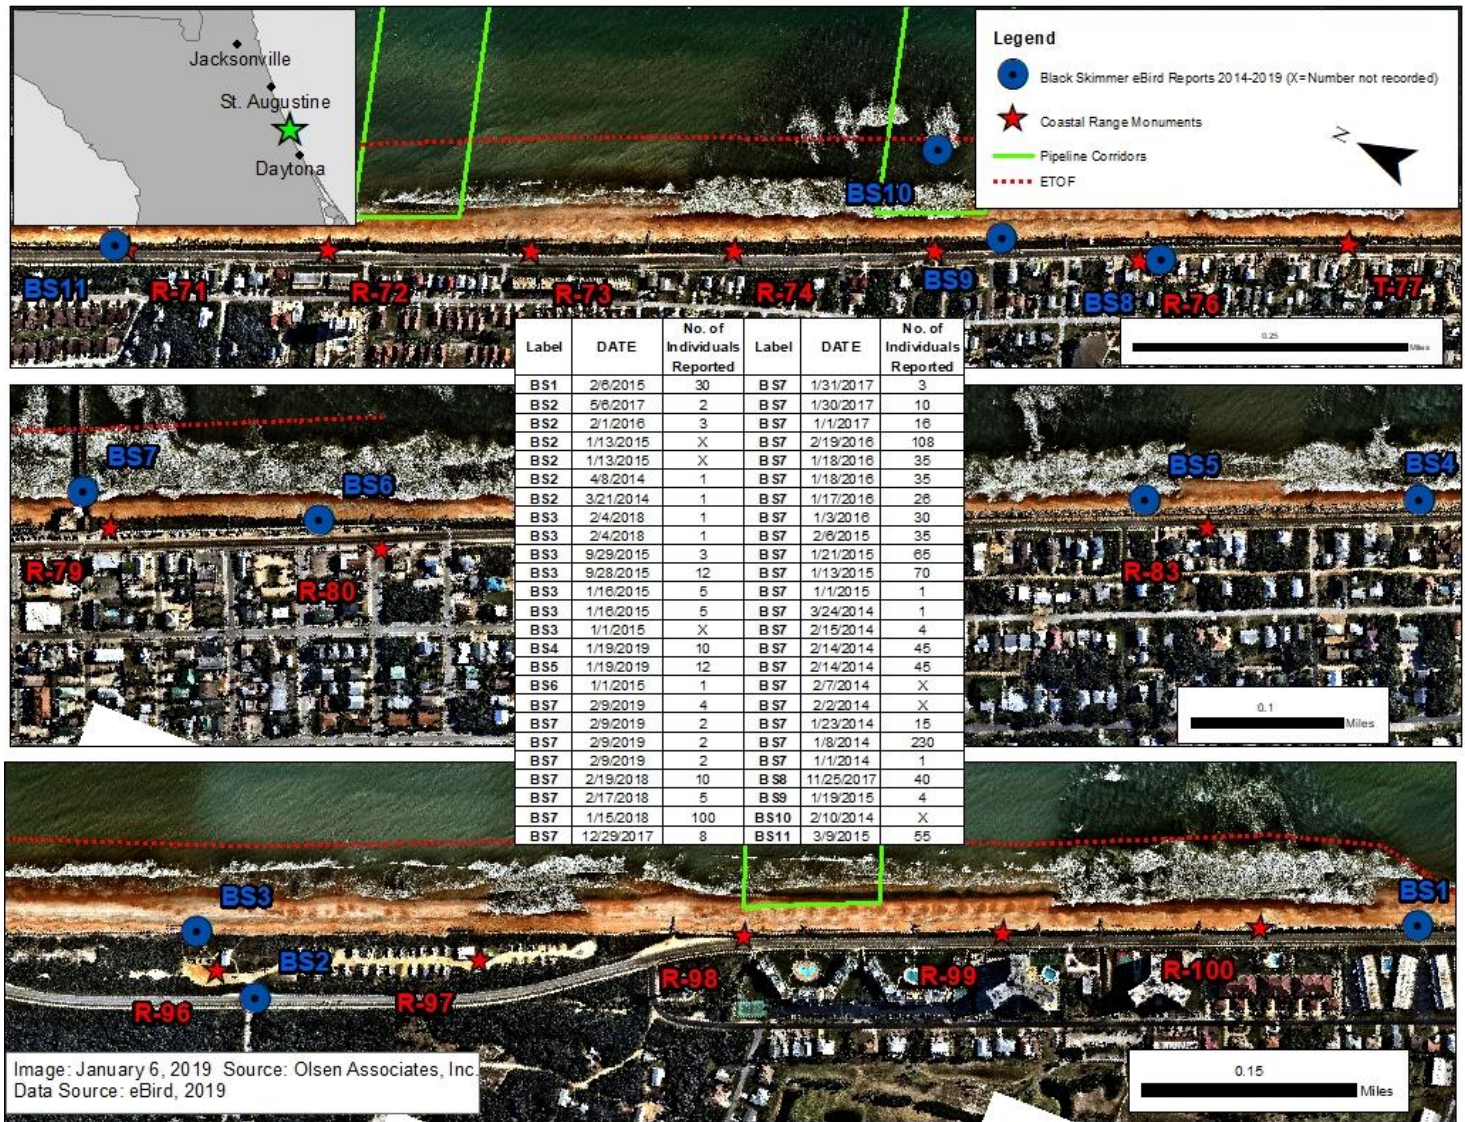 Jacksonville
St. Augustine
Daytona
Legend
Black Skimmer eBird Reports 2014-2019 (X=Number not recorded)
Coastal Range Monuments
Pipeline Corridors
ETOF
N
BS10
BS11
R-71
R-72
R-73
R-74
BS9
BS8
R-76
T-77
0.25
Miles
Label DATE No. of Individuals Reported Label DATE No. of Individuals Reported
BS1 2/6/2015 30 BS7 1/31/2017 3
BS2 5/6/2017 2 BS7 1/30/2017 10
BS2 2/1/2016 3 BS7 1/1/2017 16
BS2 1/13/2015 X BS7 2/19/2016 108
BS2 1/13/2015 X BS7 1/18/2016 35
BS2 4/8/2014 1 BS7 1/18/2016 35
BS2 3/21/2014 1 BS7 1/17/2016 26
BS3 2/4/2018 1 BS7 1/3/2016 30
BS3 2/4/2018 1 BS7 2/6/2015 35
BS3 9/29/2015 3 BS7 1/21/2015 65
BS3 9/28/2015 12 BS7 1/13/2015 70
BS3 1/16/2015 5 BS7 1/1/2015 1
BS3 1/16/2015 5 BS7 3/24/2014 1
BS3 1/1/2015 X BS7 2/15/2014 4
BS4 1/19/2019 10 BS7 2/14/2014 45
BS5 1/19/2019 12 BS7 2/14/2014 45
BS6 1/1/2015 1 BS7 2/7/2014 X
BS7 2/9/2019 4 BS7 2/2/2014 X
BS7 2/9/2019 2 BS7 1/23/2014 15
BS7 2/9/2019 2 BS7 1/8/2014 230
BS7 2/9/2019 2 BS7 1/1/2014 1
BS7 2/19/2018 10 BS8 11/25/2017 40
BS7 2/17/2018 5 BS9 1/19/2015 4
BS7 1/15/2018 100 BS10 2/10/2014 X
BS7 12/29/2017 8 BS11 3/9/2015 55
BS7
BS6
R-79
R-80
BS5
BS4
R-83
0.1
Miles
BS3
BS2
BS1
R-96
R-97
R-98
R-99
R-100
Image: January 6, 2019 Source: Olsen Associates, Inc.
Data Source: eBird, 2019
0.15
Miles